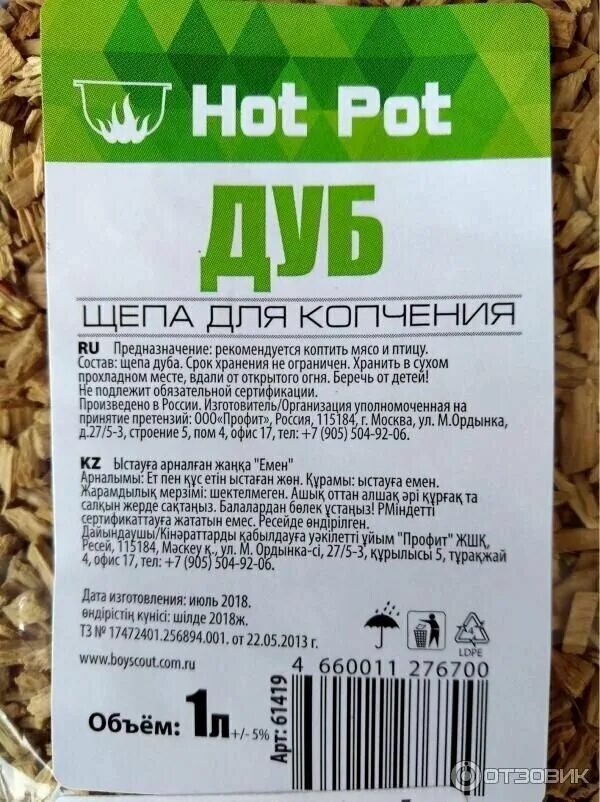 Hot Pot
ДУБ
ЩЕПА ДЛЯ КОПЧЕНИЯ
RU Предназначение: рекомендуется коптить мясо и птицу.
Состав: щепа дуба. Срок хранения не ограничен. Хранить в сухом
прохладном месте, вдали от открытого огня. Беречь от детей!
Не подлежит обязательной сертификации.
Произведено в России. Изготовитель/Организация уполномоченная на
принятие претензий: ООО«Профит», Россия, 115184, г. Москва, ул. М.Ордынка,
д.27/5-3, строение 5, пом 4, офис 17, тел: +7 (905) 504-92-06.
KZ Ыстауға арналған жаңқа "Емен"
Арналымы: Ет пен құс етін ыстаған жөн. Құрамы: ыстауға емен.
Жарамдылық мерзімі: шектелмеген. Ашық оттан алшақ әрі құрғақ та
салқын жерде сақтаңыз. Балалардан бөлек ұстаңыз! РМіндетті
сертификаттауға жататын емес. Ресейде өндірілген.
Дайындаушы/Кінәраттарды қабылдауға уәкілетті ұйым "Профит" ЖШҚ,
Ресей, 115184, Мәскеу қ., ул. М. Ордынка-сі, 27/5-3, құрылысы 5, тұрақжай
4, офис 17, тел: +7 (905) 504-92-06.
Дата изготовления: июль 2018.
өндірістің күнісі: шілде 2018ж.
ТЗ № 17472401.256894.001. от 22.05.2013 г.
www.boyscout.com.ru
LDPE
4 660011 276700
Объём: 1л +/- 5%
Арт: 61419
ОТЗОВИК